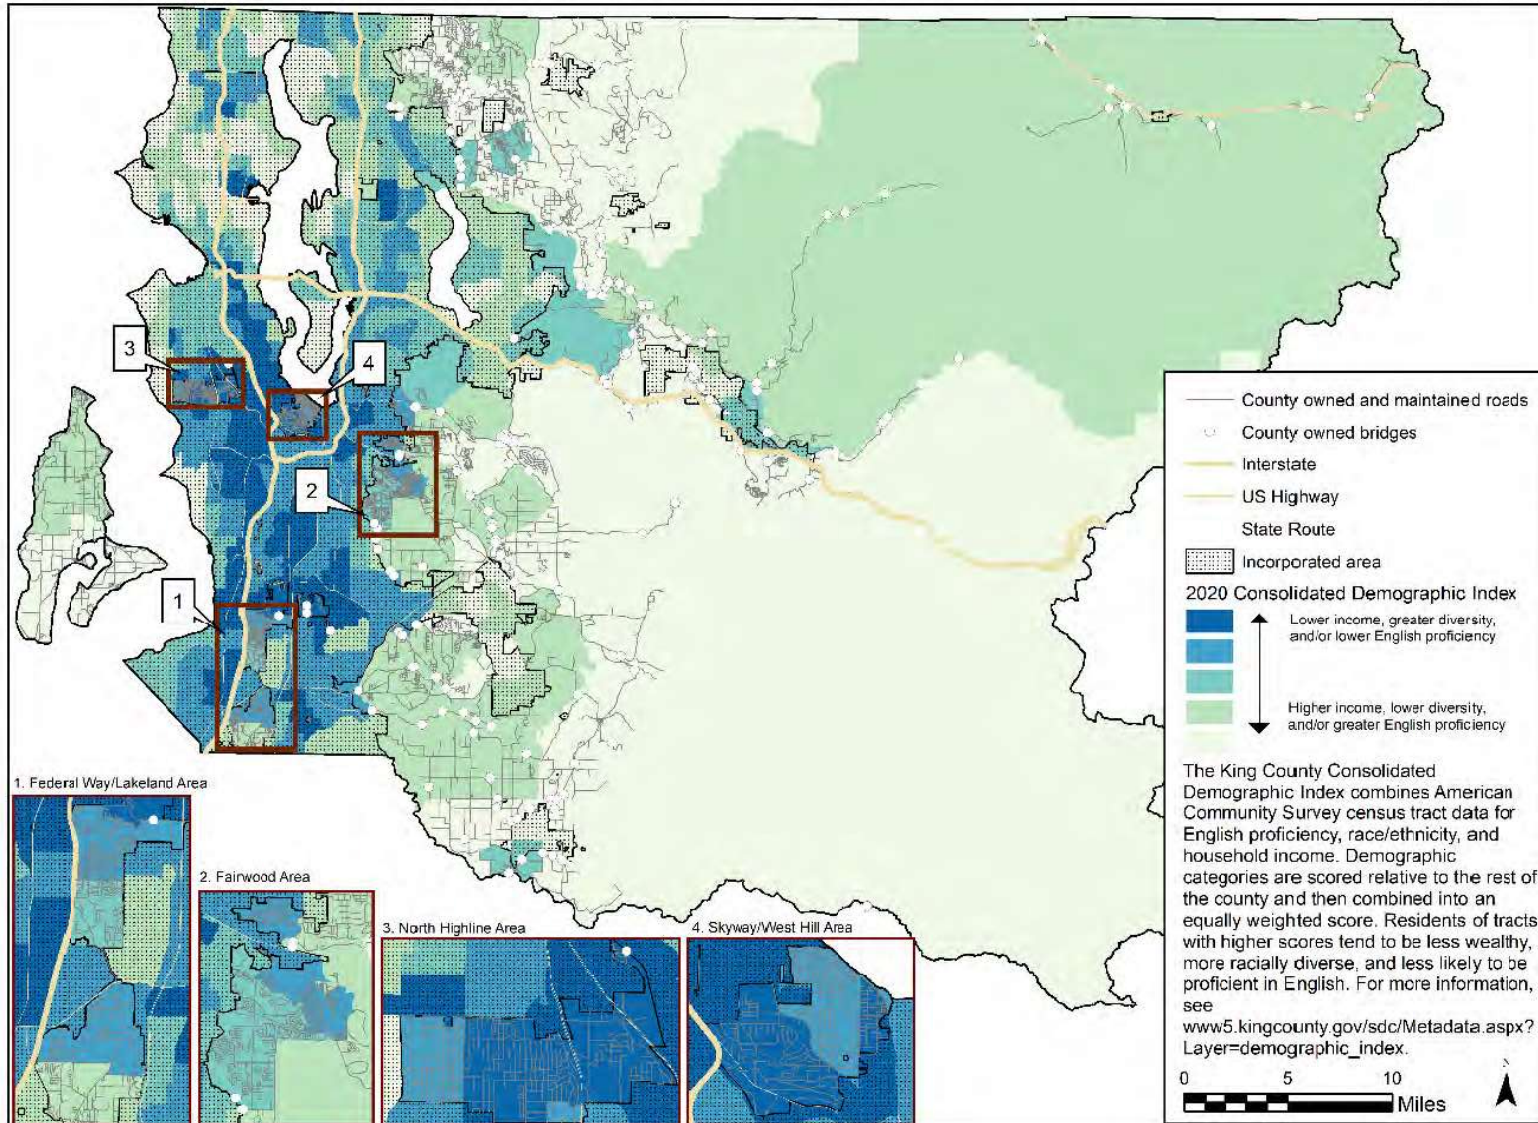 3
4
2
1
County owned and maintained roads
County owned bridges
Interstate
US Highway
State Route
Incorporated area
2020 Consolidated Demographic Index
Lower income, greater diversity,
and/or lower English proficiency
Higher income, lower diversity,
and/or greater English proficiency
The King County Consolidated
Demographic Index combines American
Community Survey census tract data for
English proficiency, race/ethnicity, and
household income. Demographic
categories are scored relative to the rest of
the county and then combined into an
equally weighted score. Residents of tracts
with higher scores tend to be less wealthy,
more racially diverse, and less likely to be
proficient in English. For more information,
see
www5.kingcounty.gov/sdc/Metadata.aspx?
Layer=demographic_index.
N
0 5 10
Miles
1. Federal Way/Lakeland Area
2. Fairwood Area
3. North Highline Area
4. Skyway/West Hill Area